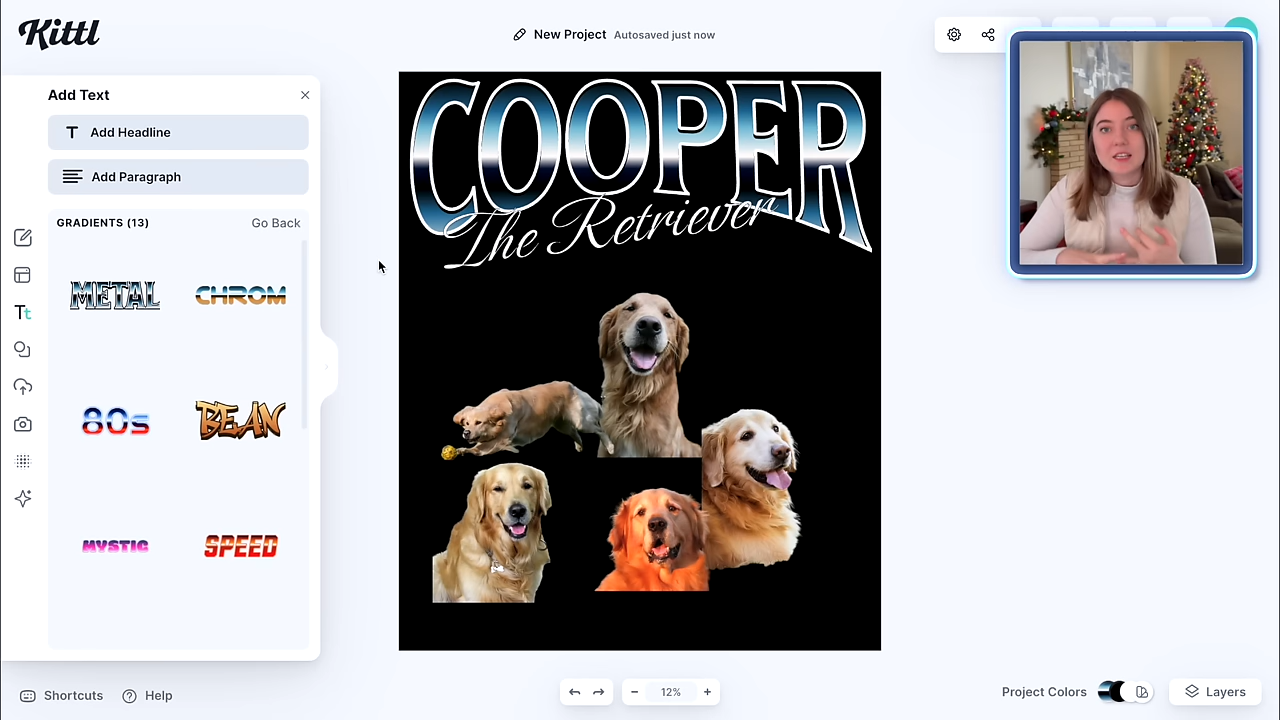 Kittl
New Project Autosaved just now
Add Text
Add Headline
Add Paragraph
GRADIENTS (13) Go Back
METAL
CHROM
80s
BEAN
MYSTIC
SPEED
Tt
COOPER
The Retriever
Shortcuts
Help
12%
Project Colors
Layers